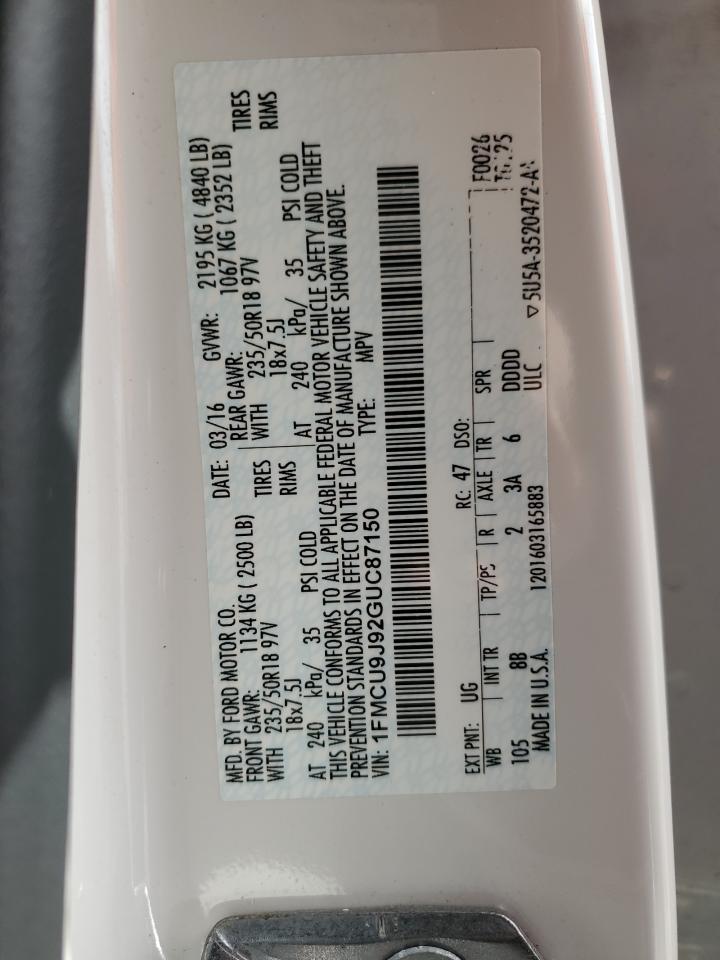 MFD. BY FORD MOTOR CO.
DATE: 03/16 GVWR: 2195 KG ( 4840 LB)
FRONT GAWR: 1134 KG ( 2500 LB) REAR GAWR: 1067 KG ( 2352 LB)
WITH 235/50R18 97V TIRES WITH 235/50R18 97V TIRES
18x7.5J RIMS 18x7.5J RIMS
AT 240 kPa/ 35 PSI COLD AT 240 kPa/ 35 PSI COLD
THIS VEHICLE CONFORMS TO ALL APPLICABLE FEDERAL MOTOR VEHICLE SAFETY AND THEFT
PREVENTION STANDARDS IN EFFECT ON THE DATE OF MANUFACTURE SHOWN ABOVE.
VIN: 1FMCU9J92GUC87150 TYPE: MPV
F0026
EXT PNT: UG RC: 47 DSO:
WB INT TR TP/PS R AXLE TR SPR
105 8B 2 3A 6 DDDD
MADE IN U.S.A. 1201603165883 ULC ▽5U5A-3520472-A